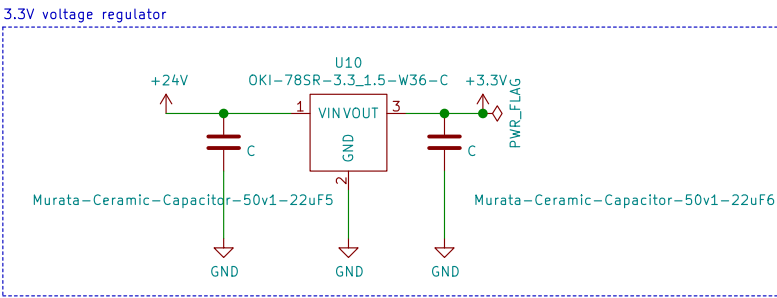 3.3V voltage regulator
U10
+24V OKI-78SR-3.3_1.5-W36-C +3.3V
1 VIN VOUT 3
PWR_FLAG
GND
C C
2
Murata-Ceramic-Capacitor-50v1-22uF5 Murata-Ceramic-Capacitor-50v1-22uF6
GND GND GND